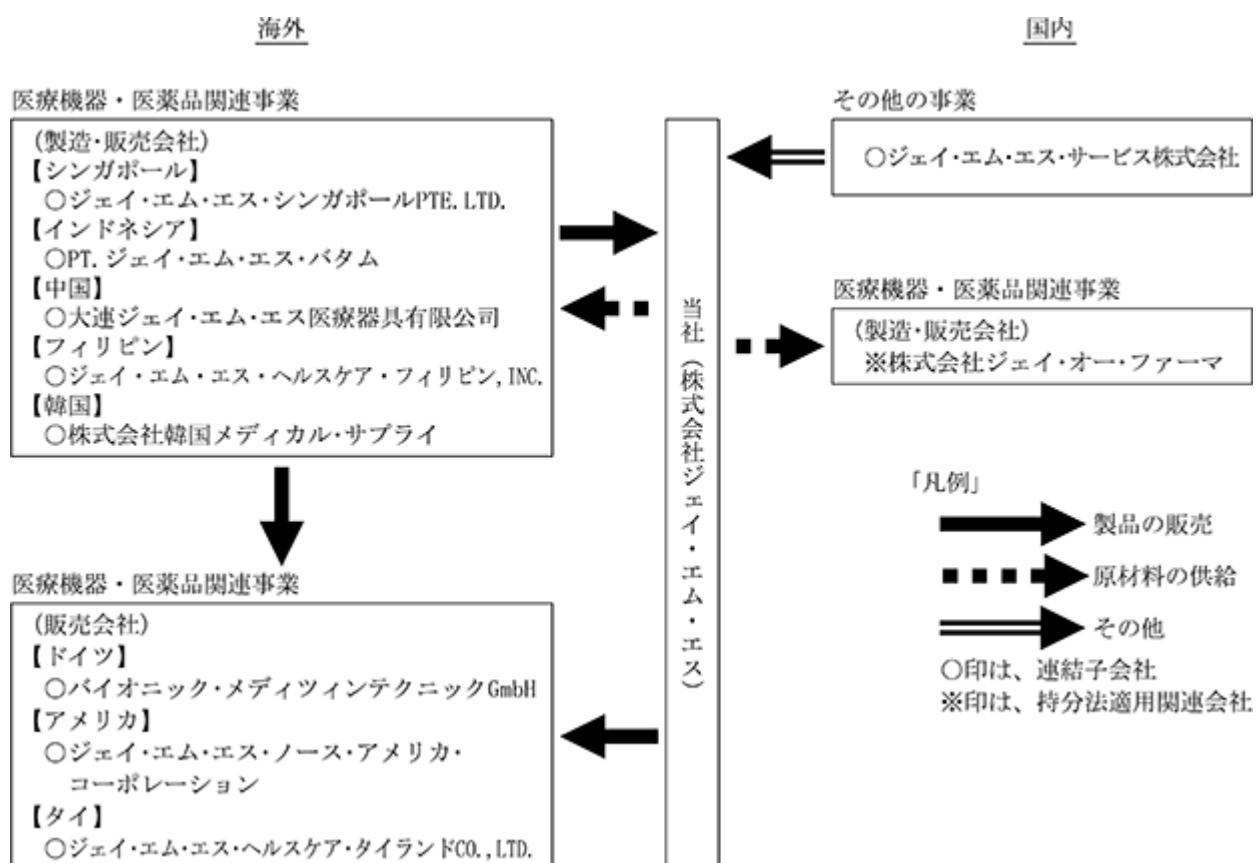 海外
国内
医療機器・医薬品関連事業
(製造・販売会社)
【シンガポール】
○ジェイ・エム・エス・シンガポールPTE.LTD.
【インドネシア】
○PT.ジェイ・エム・エス・バタム
【中国】
○大連ジェイ・エム・エス医療器具有限公司
【フィリピン】
○ジェイ・エム・エス・ヘルスケア・フィリピン,INC.
【韓国】
○株式会社韓国メディカル・サプライ
医療機器・医薬品関連事業
(販売会社)
【ドイツ】
○バイオニック・メディツィンテクニックGmbH
【アメリカ】
○ジェイ・エム・エス・ノース・アメリカ・
コーポレーション
【タイ】
○ジェイ・エム・エス・ヘルスケア・タイランドCO.,LTD.
当社(株式会社ジェイ・エム・エス)
その他の事業
○ジェイ・エム・エス・サービス株式会社
医療機器・医薬品関連事業
(製造・販売会社)
※株式会社ジェイ・オー・ファーマ
「凡例」
製品の販売
原材料の供給
その他
○印は、連結子会社
※印は、持分法適用関連会社